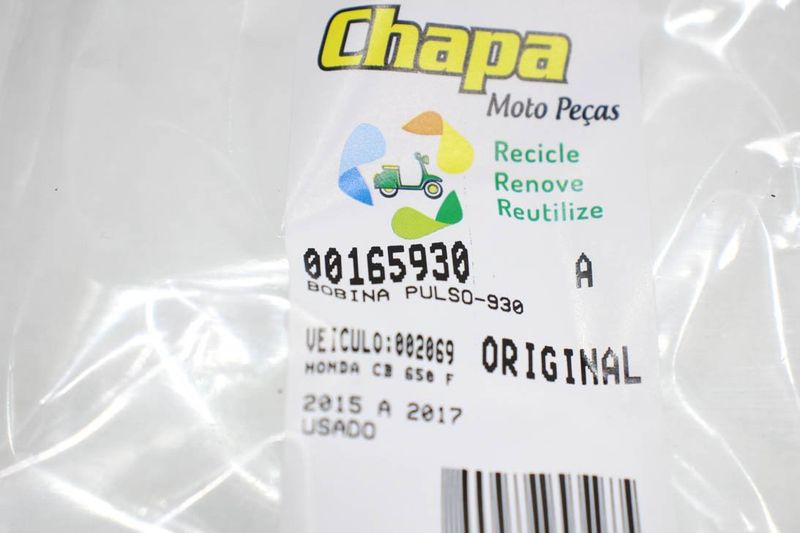 Chapa
Moto Peças
Recicle
Renove
Reutilize
00165930 A
BOBINA PULSO-930
VEICULO:002069 ORIGINAL
HONDA CB 650 F
2015 A 2017
USADO